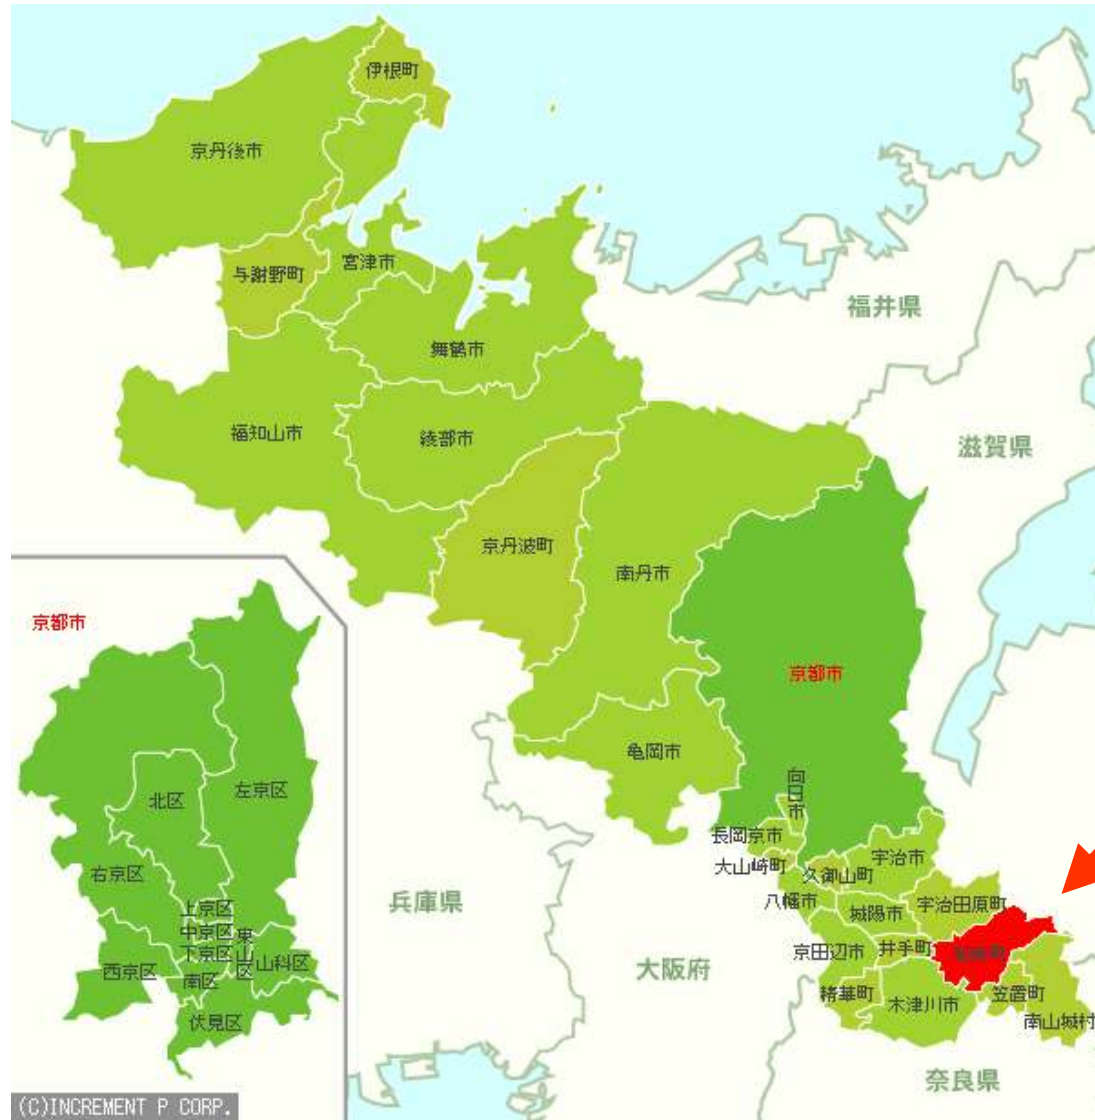 伊根町
京丹後市
宮津市
与謝野町
福井県
舞鶴市
福知山市
綾部市
滋賀県
京丹波町
南丹市
京都市
京都市
亀岡市
向日市
左京区
北区
長岡京市
宇治市
大山崎町
久御山町
右京区
兵庫県
八幡市
宇治田原町
上京区
城陽市
中京区
東山区
下京区
京田辺市
井手町
山科区
西京区
大阪府
南区
精華町
木津川市
笠置町
伏見区
南山城村
奈良県
(C)INCREMENT P CORP.